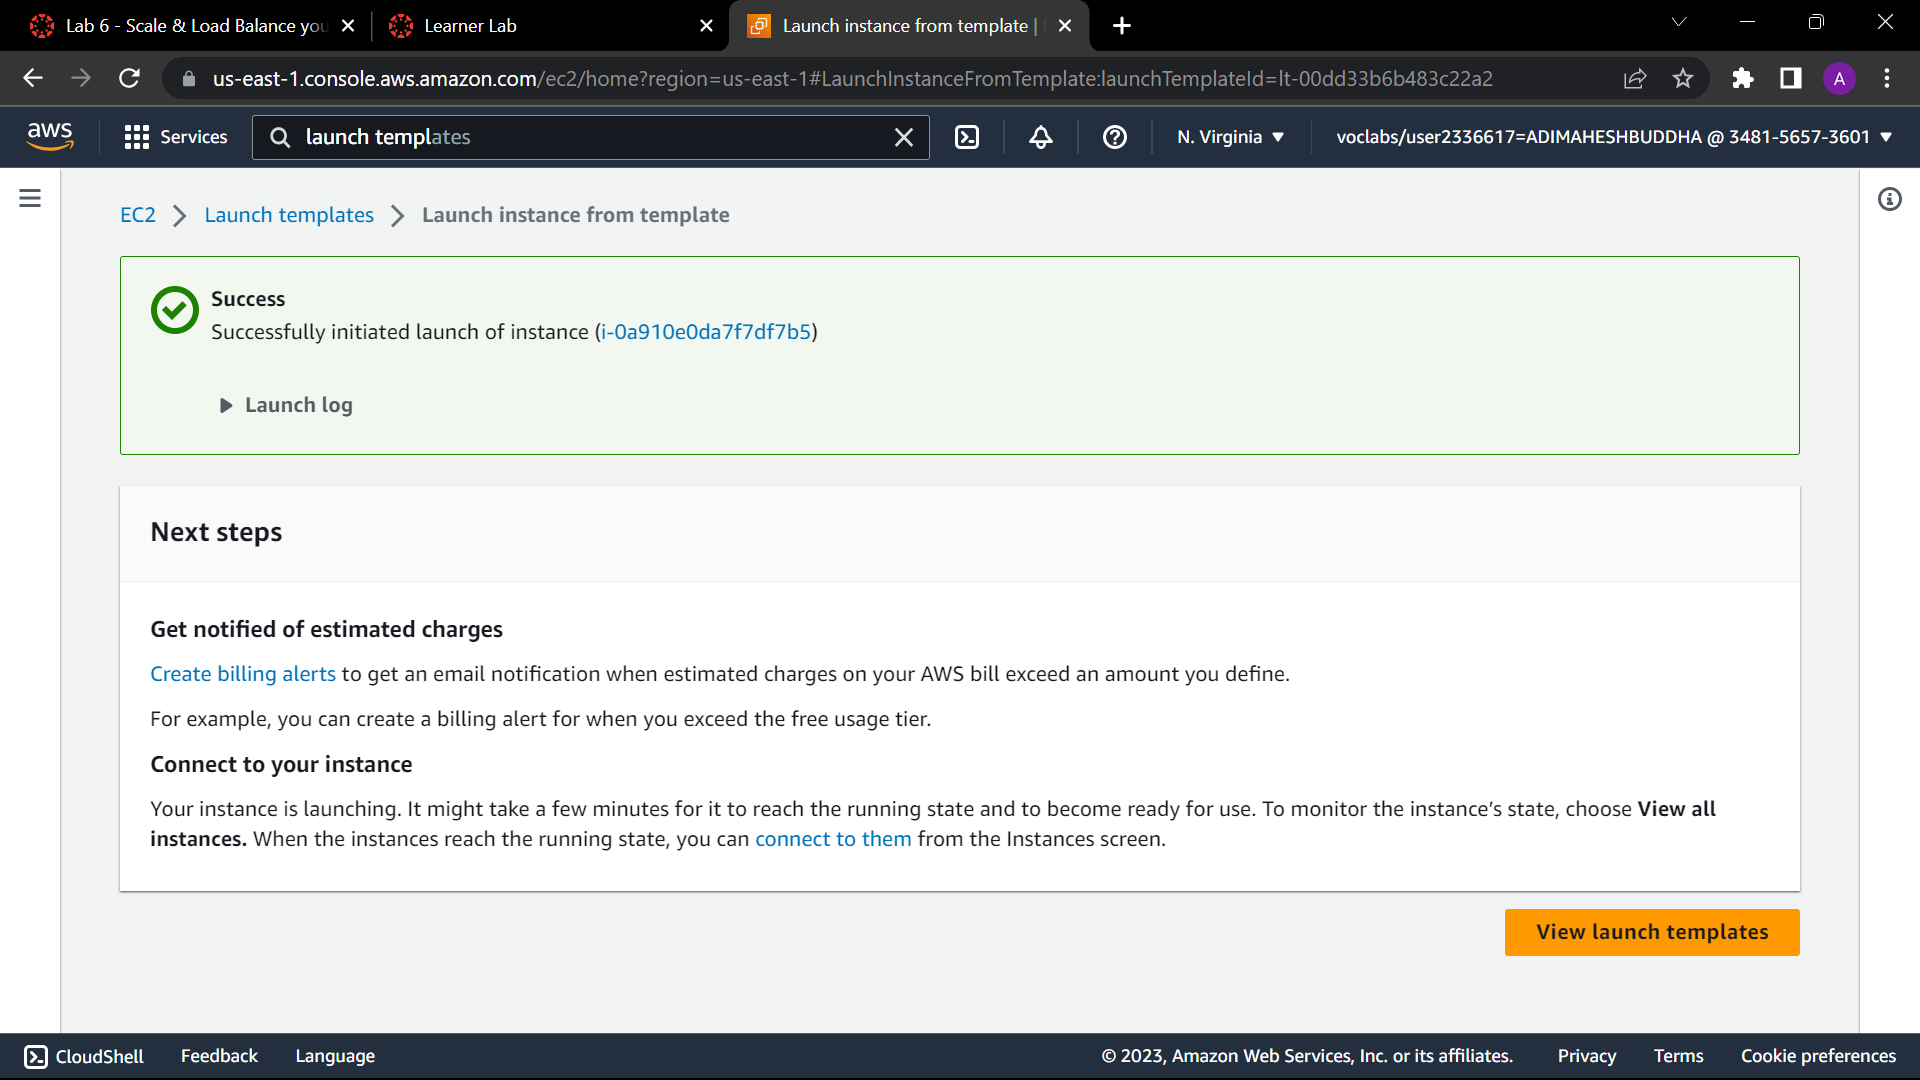 Lab 6 - Scale & Load Balance you
Learner Lab
Launch instance from template |
us-east-1.console.aws.amazon.com/ec2/home?region=us-east-1#LaunchInstanceFromTemplate:launchTemplateId=lt-00dd33b6b483c22a2
A
aws
Services
launch templates
N. Virginia
voclabs/user2336617=ADIMAHESHBUDDHA @ 3481-5657-3601
EC2
Launch templates
Launch instance from template
Success
Successfully initiated launch of instance (i-0a910e0da7f7df7b5)
Launch log
Next steps
Get notified of estimated charges
Create billing alerts to get an email notification when estimated charges on your AWS bill exceed an amount you define.
For example, you can create a billing alert for when you exceed the free usage tier.
Connect to your instance
Your instance is launching. It might take a few minutes for it to reach the running state and to become ready for use. To monitor the instance’s state, choose View all
instances. When the instances reach the running state, you can connect to them from the Instances screen.
View launch templates
CloudShell
Feedback
Language
© 2023, Amazon Web Services, Inc. or its affiliates.
Privacy
Terms
Cookie preferences